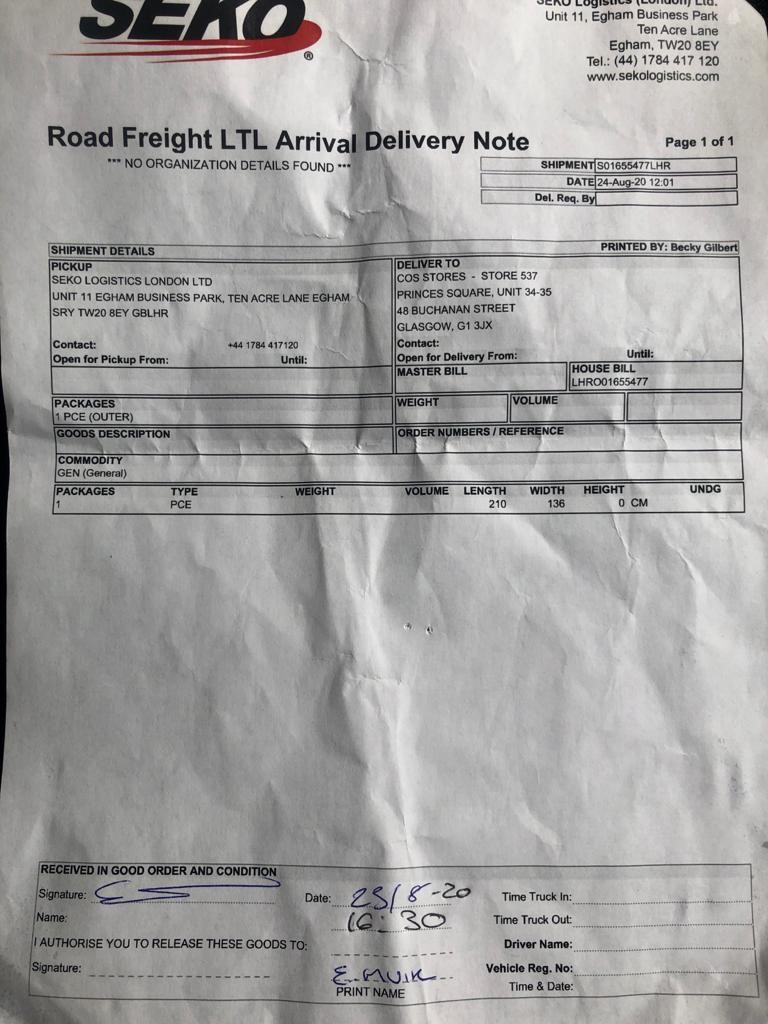 SEKO ®
SEKO Logistics (London) Ltd.
Unit 11, Egham Business Park
Ten Acre Lane
Egham, TW20 8EY
Tel.: (44) 1784 417 120
www.sekologistics.com
Road Freight LTL Arrival Delivery Note
Page 1 of 1
*** NO ORGANIZATION DETAILS FOUND ***
SHIPMENT S01655477LHR
DATE 24-Aug-20 12:01
Del. Req. By
SHIPMENT DETAILS PRINTED BY: Becky Gilbert
PICKUP
SEKO LOGISTICS LONDON LTD
UNIT 11 EGHAM BUSINESS PARK, TEN ACRE LANE EGHAM
SRY TW20 8EY GBLHR
Contact: +44 1784 417120
Open for Pickup From: Until:
DELIVER TO
COS STORES - STORE 537
PRINCES SQUARE, UNIT 34-35
48 BUCHANAN STREET
GLASGOW, G1 3JX
Contact:
Open for Delivery From: Until:
MASTER BILL HOUSE BILL
LHRO01655477
PACKAGES WEIGHT VOLUME
1 PCE (OUTER)
GOODS DESCRIPTION ORDER NUMBERS / REFERENCE
COMMODITY
GEN (General)
PACKAGES TYPE WEIGHT VOLUME LENGTH WIDTH HEIGHT UNDG
1 PCE 210 136 0 CM
RECEIVED IN GOOD ORDER AND CONDITION
Signature: Date: /8-20 Time Truck In:
Name: 16:30 Time Truck Out:
I AUTHORISE YOU TO RELEASE THESE GOODS TO: Driver Name:
Signature: E. MUIR Vehicle Reg. No:
PRINT NAME Time & Date: